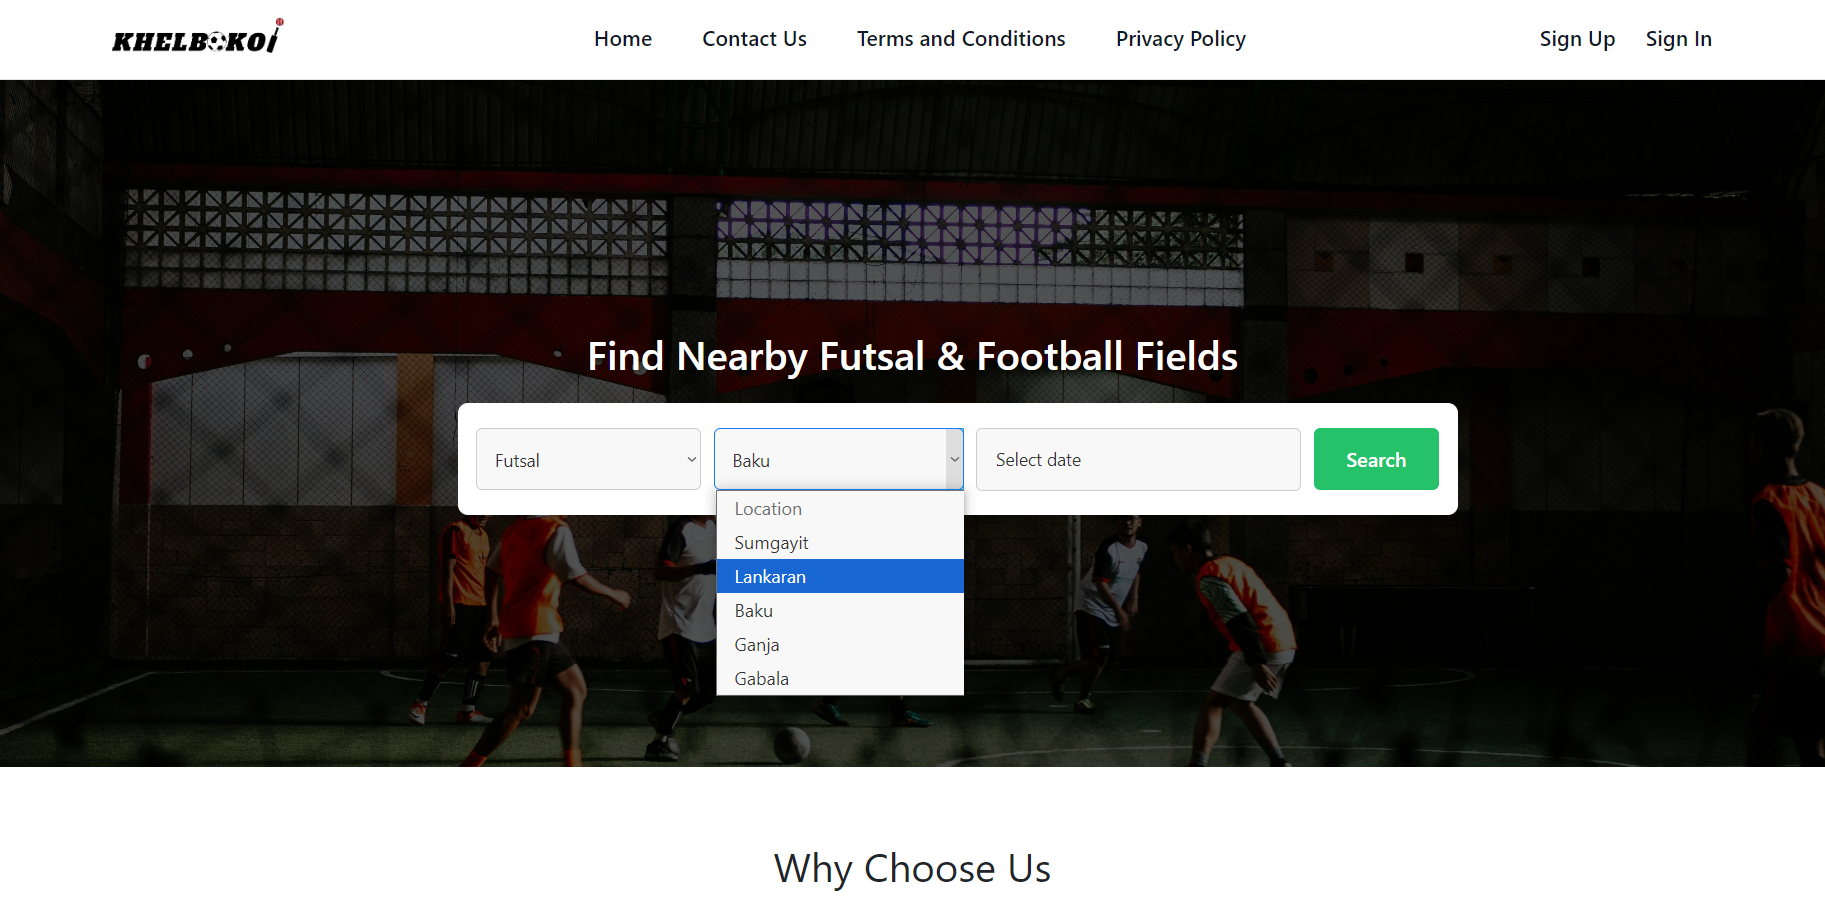 KHELBOKOI
Home
Contact Us
Terms and Conditions
Privacy Policy
Sign Up
Sign In
Find Nearby Futsal & Football Fields
Futsal
Baku
Select date
Search
Location
Sumgayit
Lankaran
Baku
Ganja
Gabala
Why Choose Us